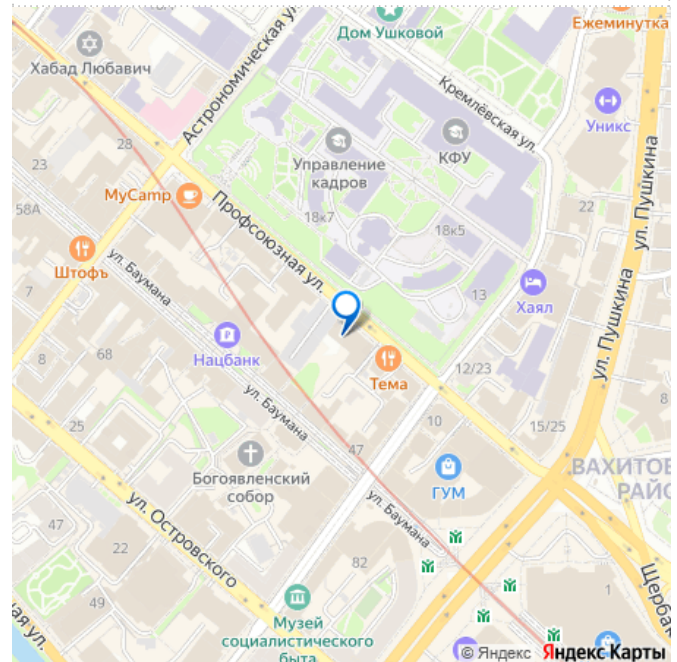 Ежеминутка
Дом Ушковой
Хабад Любавич
Астрономическая ул.
Кремлёвская ул.
Уникс
ул. Пушкина
28
Управление
кадров
КФУ
23
MyCamp
18к7
22
58А
Профсоюзная ул.
18к5
Штофъ
ул. Баумана
13
Хаял
ул. Пушкина
7
Нацбанк
8
68
Тема
12/23
ул. Баумана
25
10
15/25
47
Богоявленский
собор
ГУМ
ВАХИТОВ
РАЙО
ул. Островского
ул. Баумана
47
22
82
Щербак
49
1
Музей
социалистического
быта
ая ул.
© Яндекс Яндекс Карты